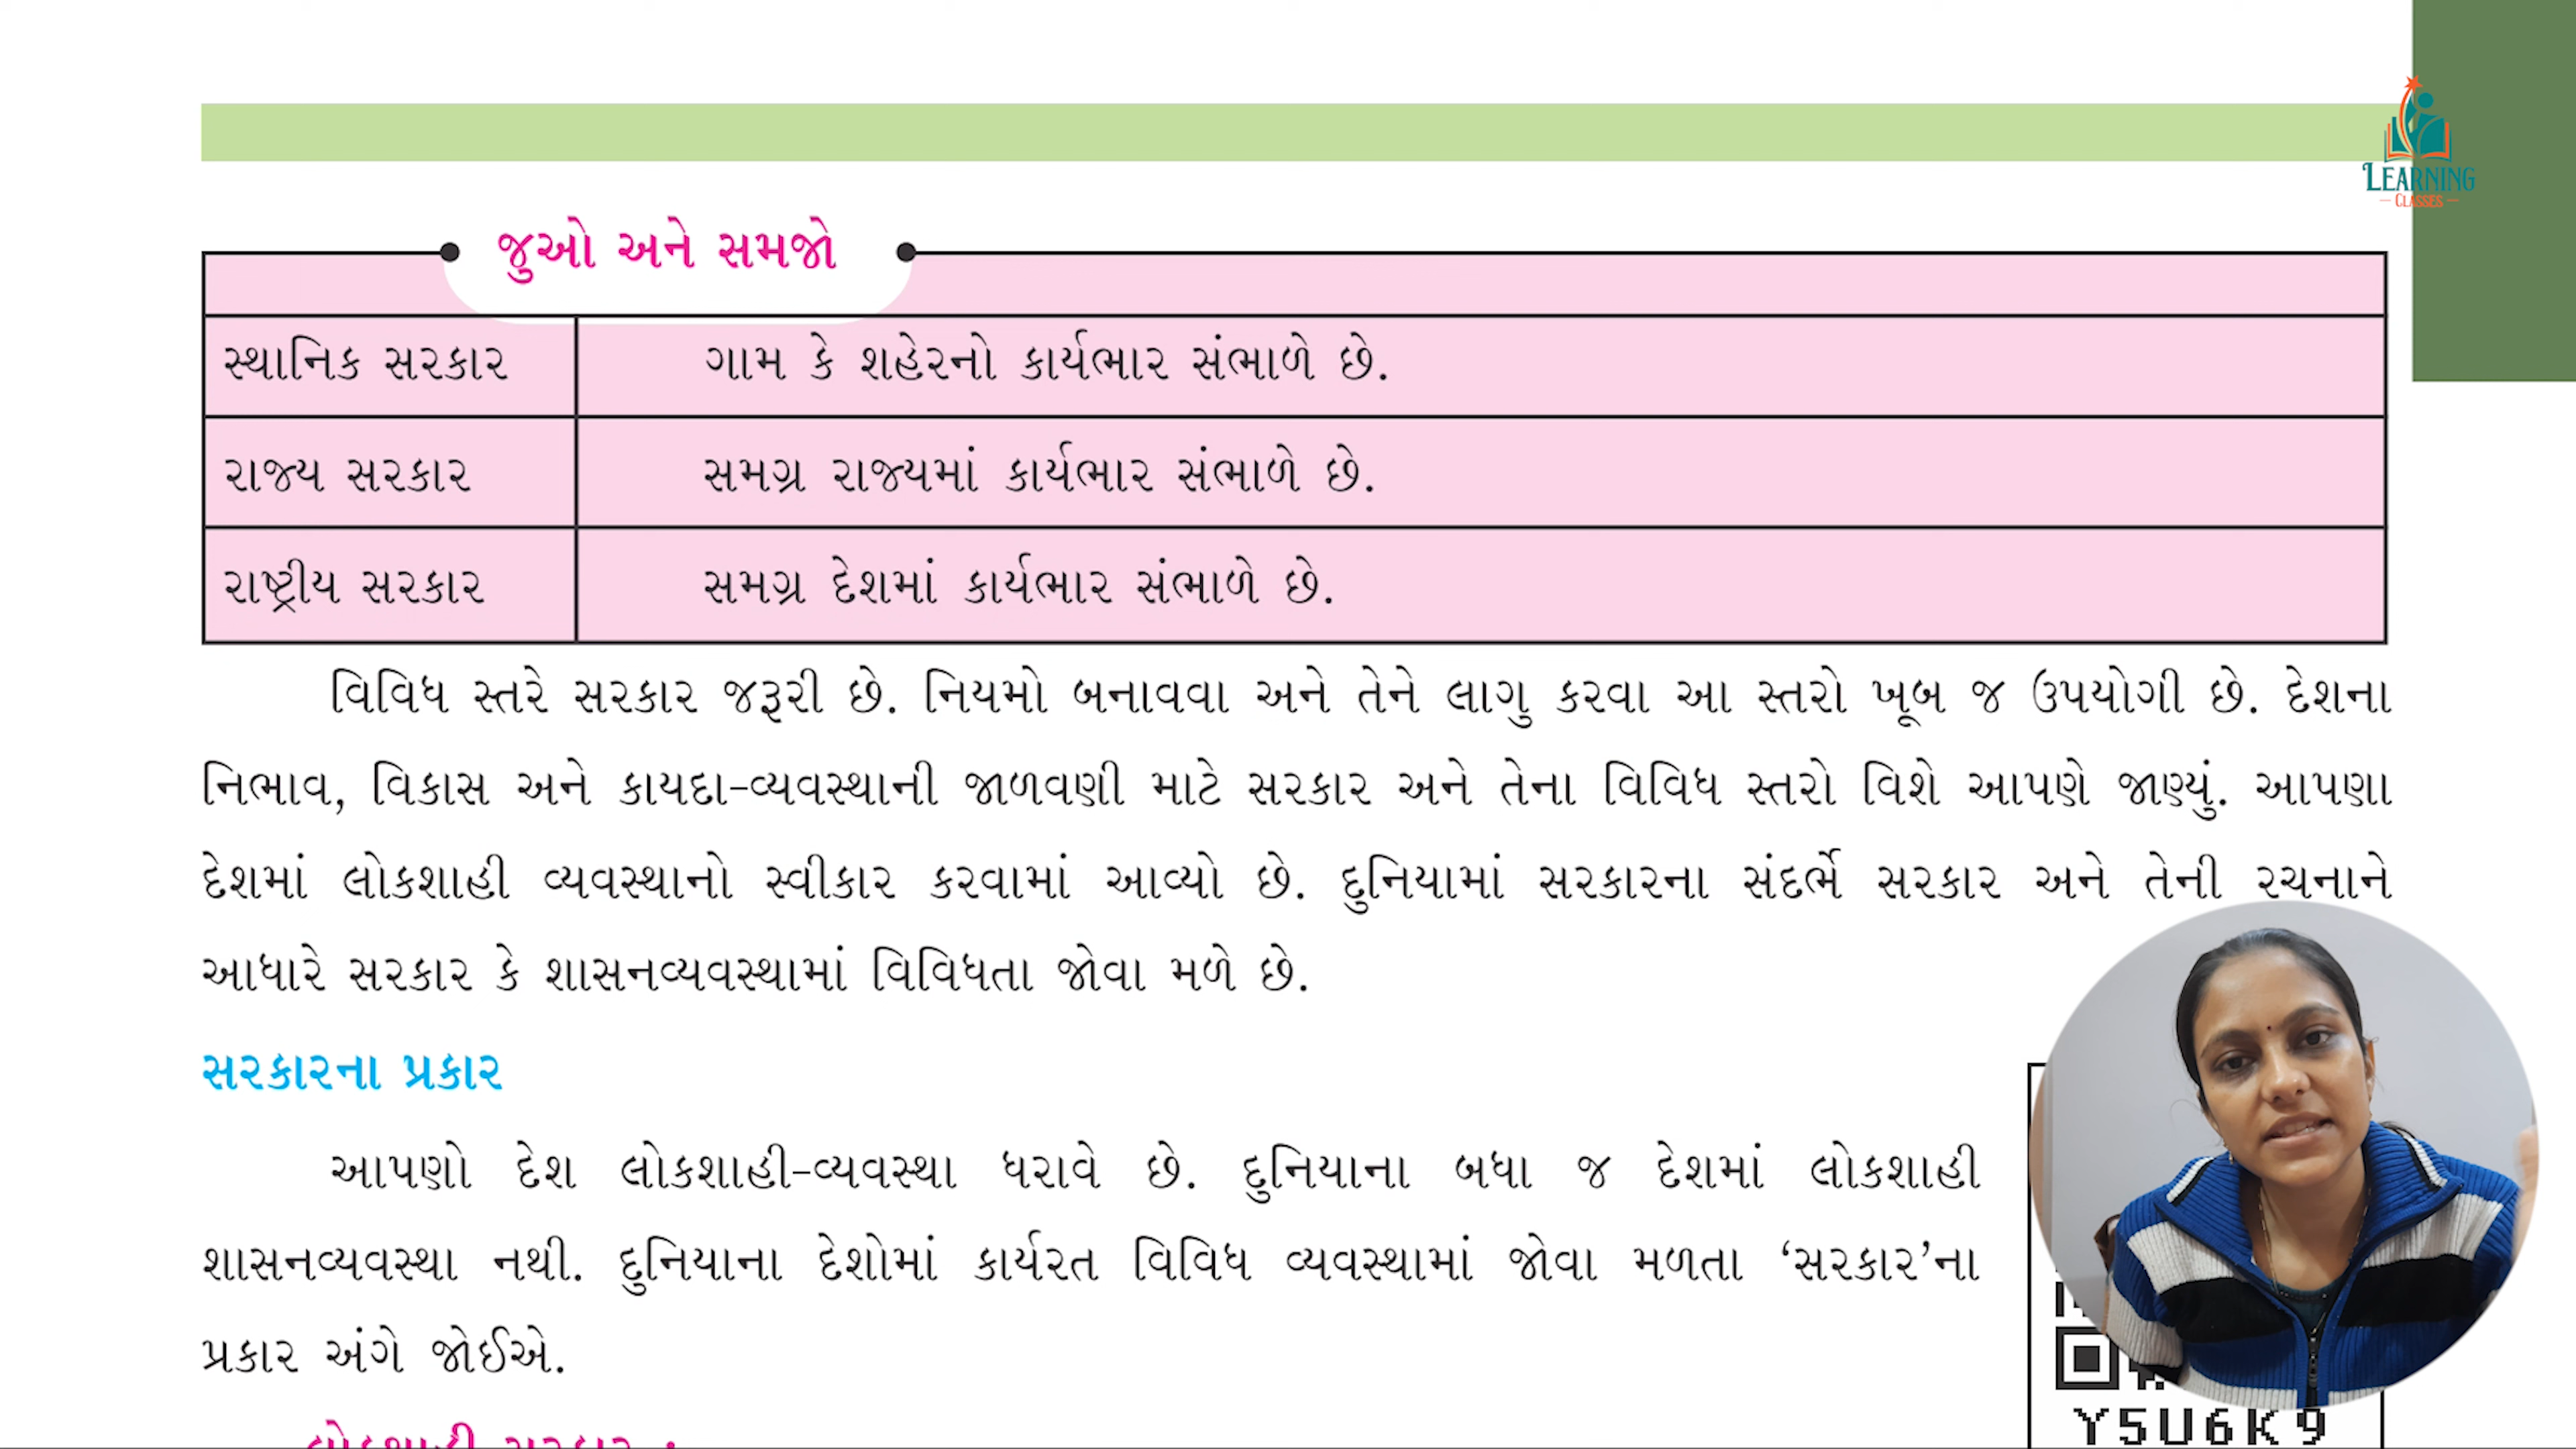 LEARNING
CLASSES
જુઓ અને સમજો
સ્થાનિક સરકાર ગામ કે શહેરનો કાર્યભાર સંભાળે છે.
રાજ્ય સરકાર સમગ્ર રાજ્યમાં કાર્યભાર સંભાળે છે.
રાષ્ટ્રીય સરકાર સમગ્ર દેશમાં કાર્યભાર સંભાળે છે.
વિવિધ સ્તરે સરકાર જરૂરી છે. નિયમો બનાવવા અને તેને લાગુ કરવા આ સ્તરો ખૂબ જ ઉપયોગી છે. દેશના
નિભાવ, વિકાસ અને કાયદા-વ્યવસ્થાની જાળવણી માટે સરકાર અને તેના વિવિધ સ્તરો વિશે આપણે જાણ્યું. આપણા
દેશમાં લોકશાહી વ્યવસ્થાનો સ્વીકાર કરવામાં આવ્યો છે. દુનિયામાં સરકારના સંદર્ભે સરકાર અને તેની રચનાને
આધારે સરકાર કે શાસનવ્યવસ્થામાં વિવિધતા જોવા મળે છે.
સરકારના પ્રકાર
આપણો દેશ લોકશાહી-વ્યવસ્થા ધરાવે છે. દુનિયાના બધા જ દેશમાં લોકશાહી
શાસનવ્યવસ્થા નથી. દુનિયાના દેશોમાં કાર્યરત વિવિધ વ્યવસ્થામાં જોવા મળતા ‘સરકાર’ના
પ્રકાર અંગે જોઈએ.
લોકશાહી સરકાર :
Y5U6K9